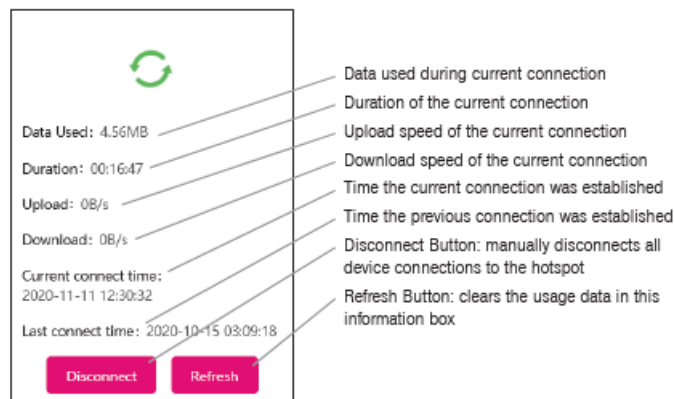 Data Used: 4.56MB
Duration: 00:16:47
Upload: 0B/s
Download: 0B/s
Current connect time:
2020-11-11 12:30:32
Last connect time: 2020-10-15 03:09:18
Disconnect
Refresh
Data used during current connection
Duration of the current connection
Upload speed of the current connection
Download speed of the current connection
Time the current connection was established
Time the previous connection was established
Disconnect Button: manually disconnects all
device connections to the hotspot
Refresh Button: clears the usage data in this
information box